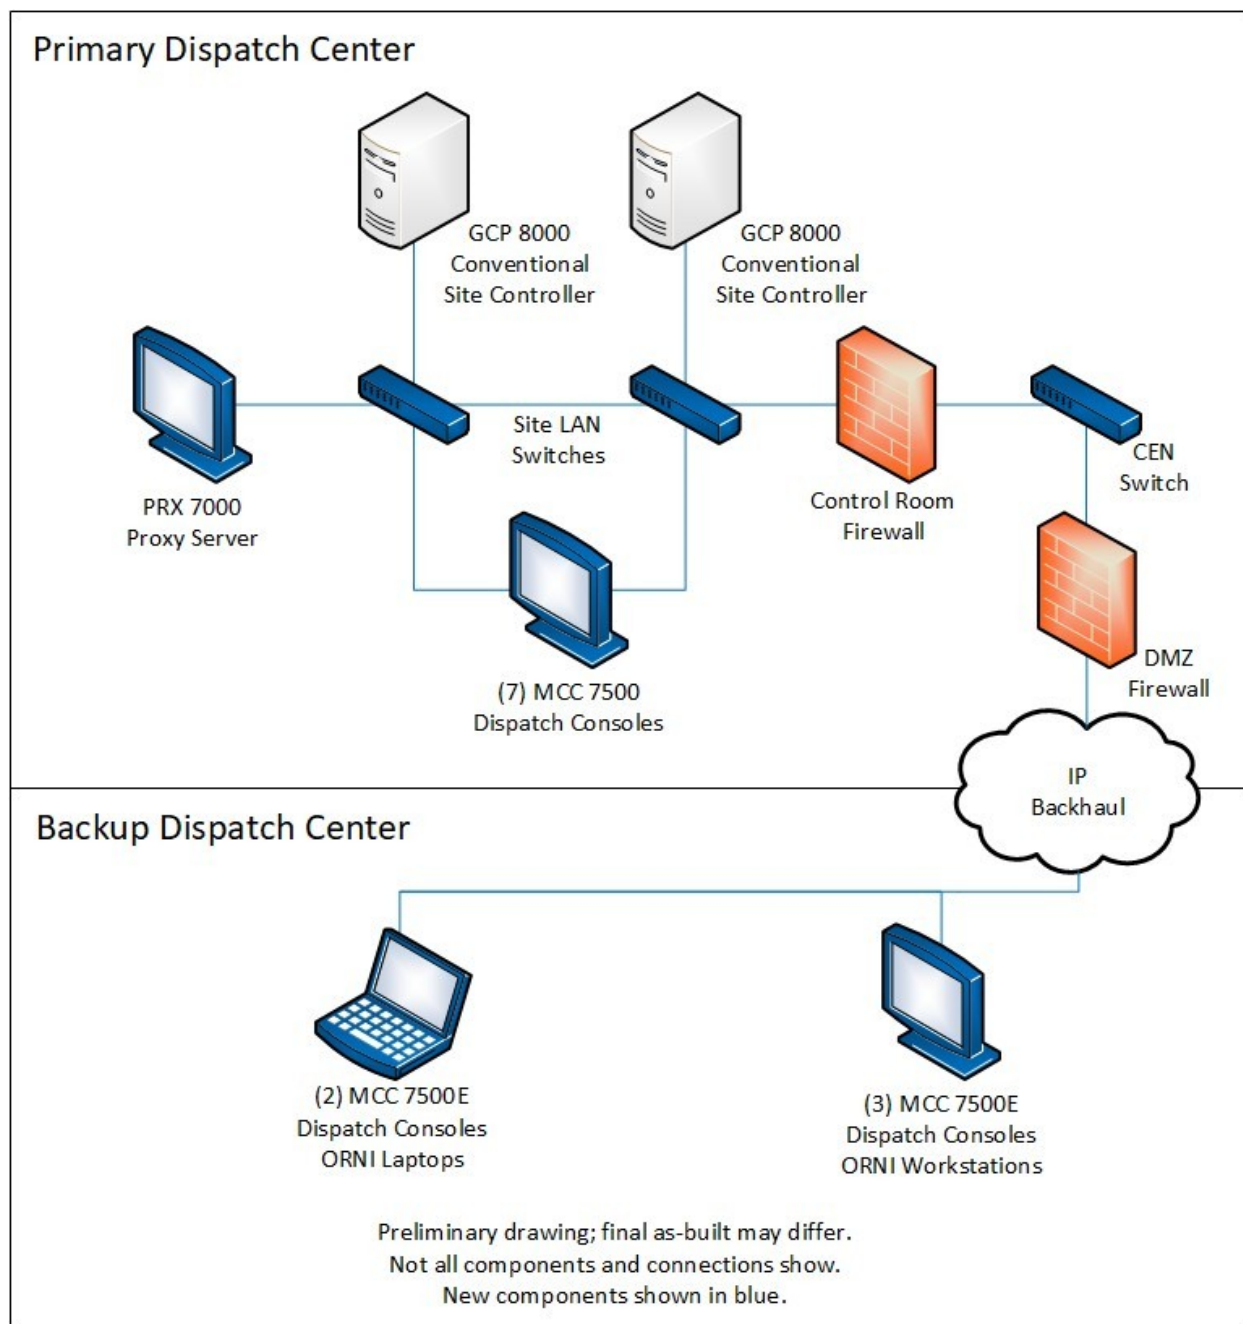 Primary Dispatch Center
GCP 8000
Conventional
Site Controller
GCP 8000
Conventional
Site Controller
PRX 7000
Proxy Server
Site LAN
Switches
Control Room
Firewall
CEN
Switch
(7) MCC 7500
Dispatch Consoles
DMZ
Firewall
IP
Backhaul
Backup Dispatch Center
(2) MCC 7500E
Dispatch Consoles
ORNI Laptops
(3) MCC 7500E
Dispatch Consoles
ORNI Workstations
Preliminary drawing; final as-built may differ.
Not all components and connections show.
New components shown in blue.